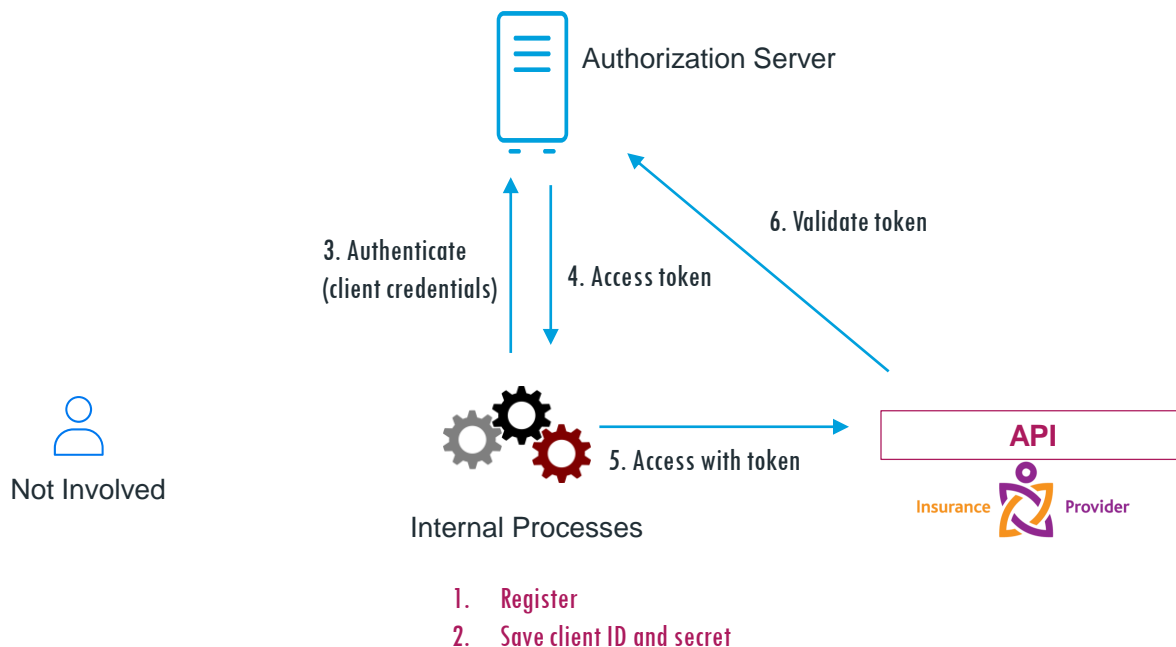 Authorization Server
6. Validate token
3. Authenticate
(client credentials)
4. Access token
API
5. Access with token
Not Involved
Insurance Provider
Internal Processes
1. Register
2. Save client ID and secret